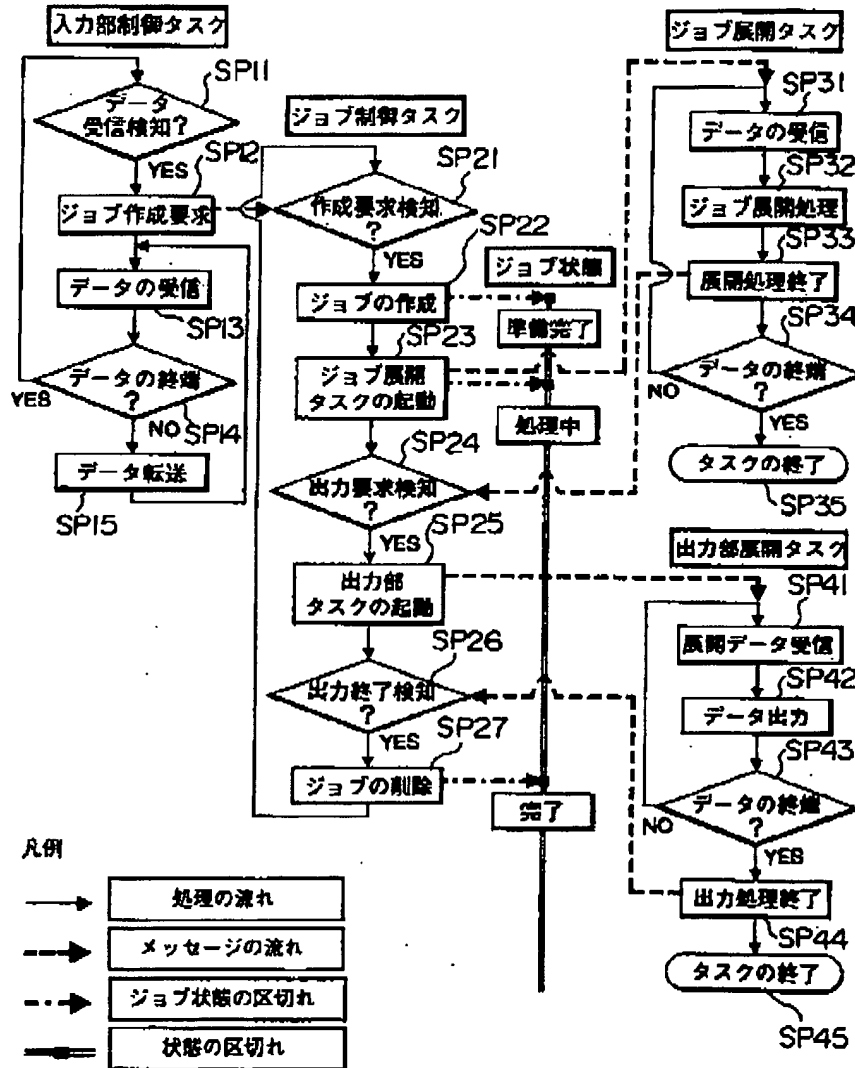 入力部制御タスク
SP11
データ
受信検知?
YES
SP12
ジョブ作成要求
データの受信
SP13
データの終端
?
YES
NO
SP14
データ転送
SP15
ジョブ制御タスク
SP21
作成要求検知
?
YES
SP22
ジョブの作成
SP23
ジョブ展開
タスクの起動
SP24
出力要求検知
?
YES
SP25
出力部
タスクの起動
SP26
出力終了検知
?
YES
SP27
ジョブの削除
ジョブ状態
準備完了
処理中
完了
ジョブ展開タスク
SP31
データの受信
SP32
ジョブ展開処理
SP33
展開処理終了
SP34
データの終端
?
NO
YES
タスクの終了
SP35
出力部展開タスク
SP41
展開データ受信
SP42
データ出力
SP43
データの終端
?
NO
YES
出力処理終了
SP44
タスクの終了
SP45
凡例
処理の流れ
メッセージの流れ
ジョブ状態の区切れ
状態の区切れ